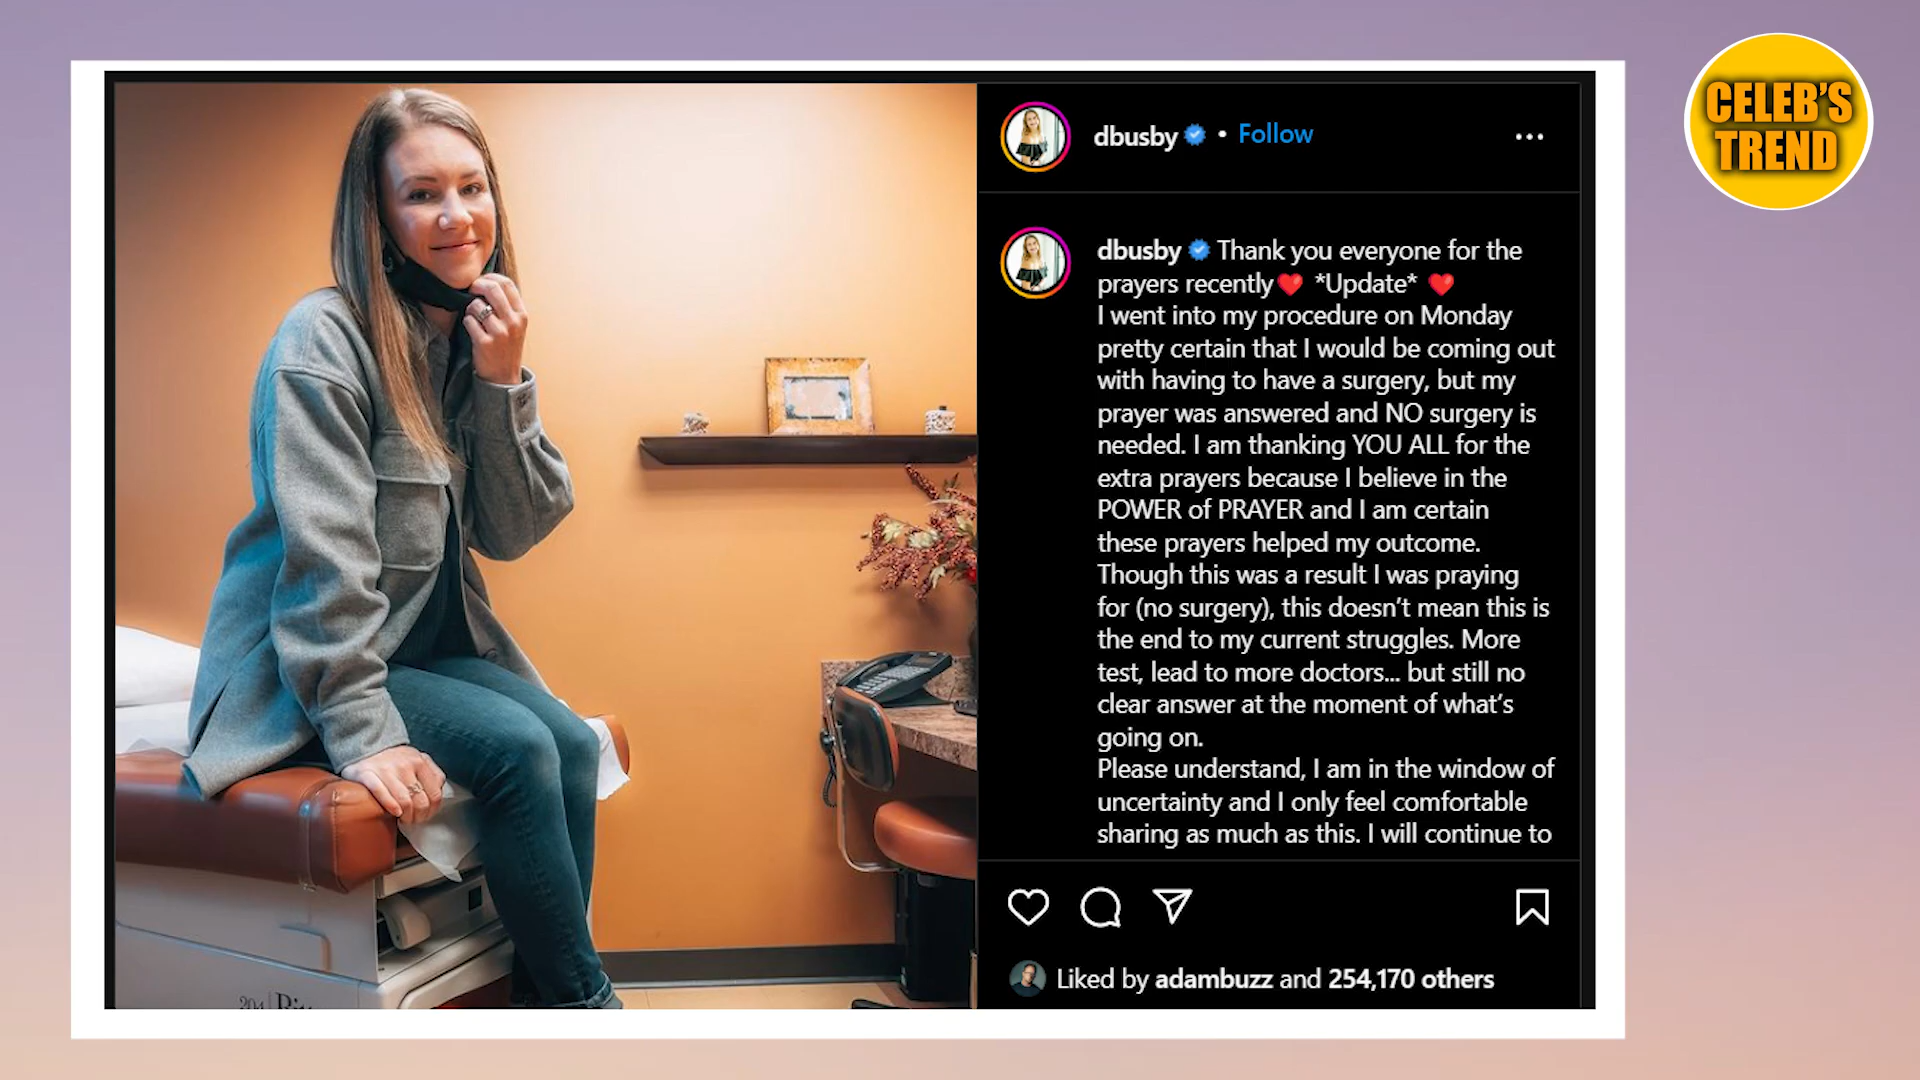 CELEB'S
TREND
dbusby • Follow
dbusby Thank you everyone for the
prayers recently❤️ *Update* ❤️
I went into my procedure on Monday
pretty certain that I would be coming out
with having to have a surgery, but my
prayer was answered and NO surgery is
needed. I am thanking YOU ALL for the
extra prayers because I believe in the
POWER of PRAYER and I am certain
these prayers helped my outcome.
Though this was a result I was praying
for (no surgery), this doesn’t mean this is
the end to my current struggles. More
test, lead to more doctors... but still no
clear answer at the moment of what’s
going on.
Please understand, I am in the window of
uncertainty and I only feel comfortable
sharing as much as this. I will continue to
Liked by adambuzz and 254,170 others
204